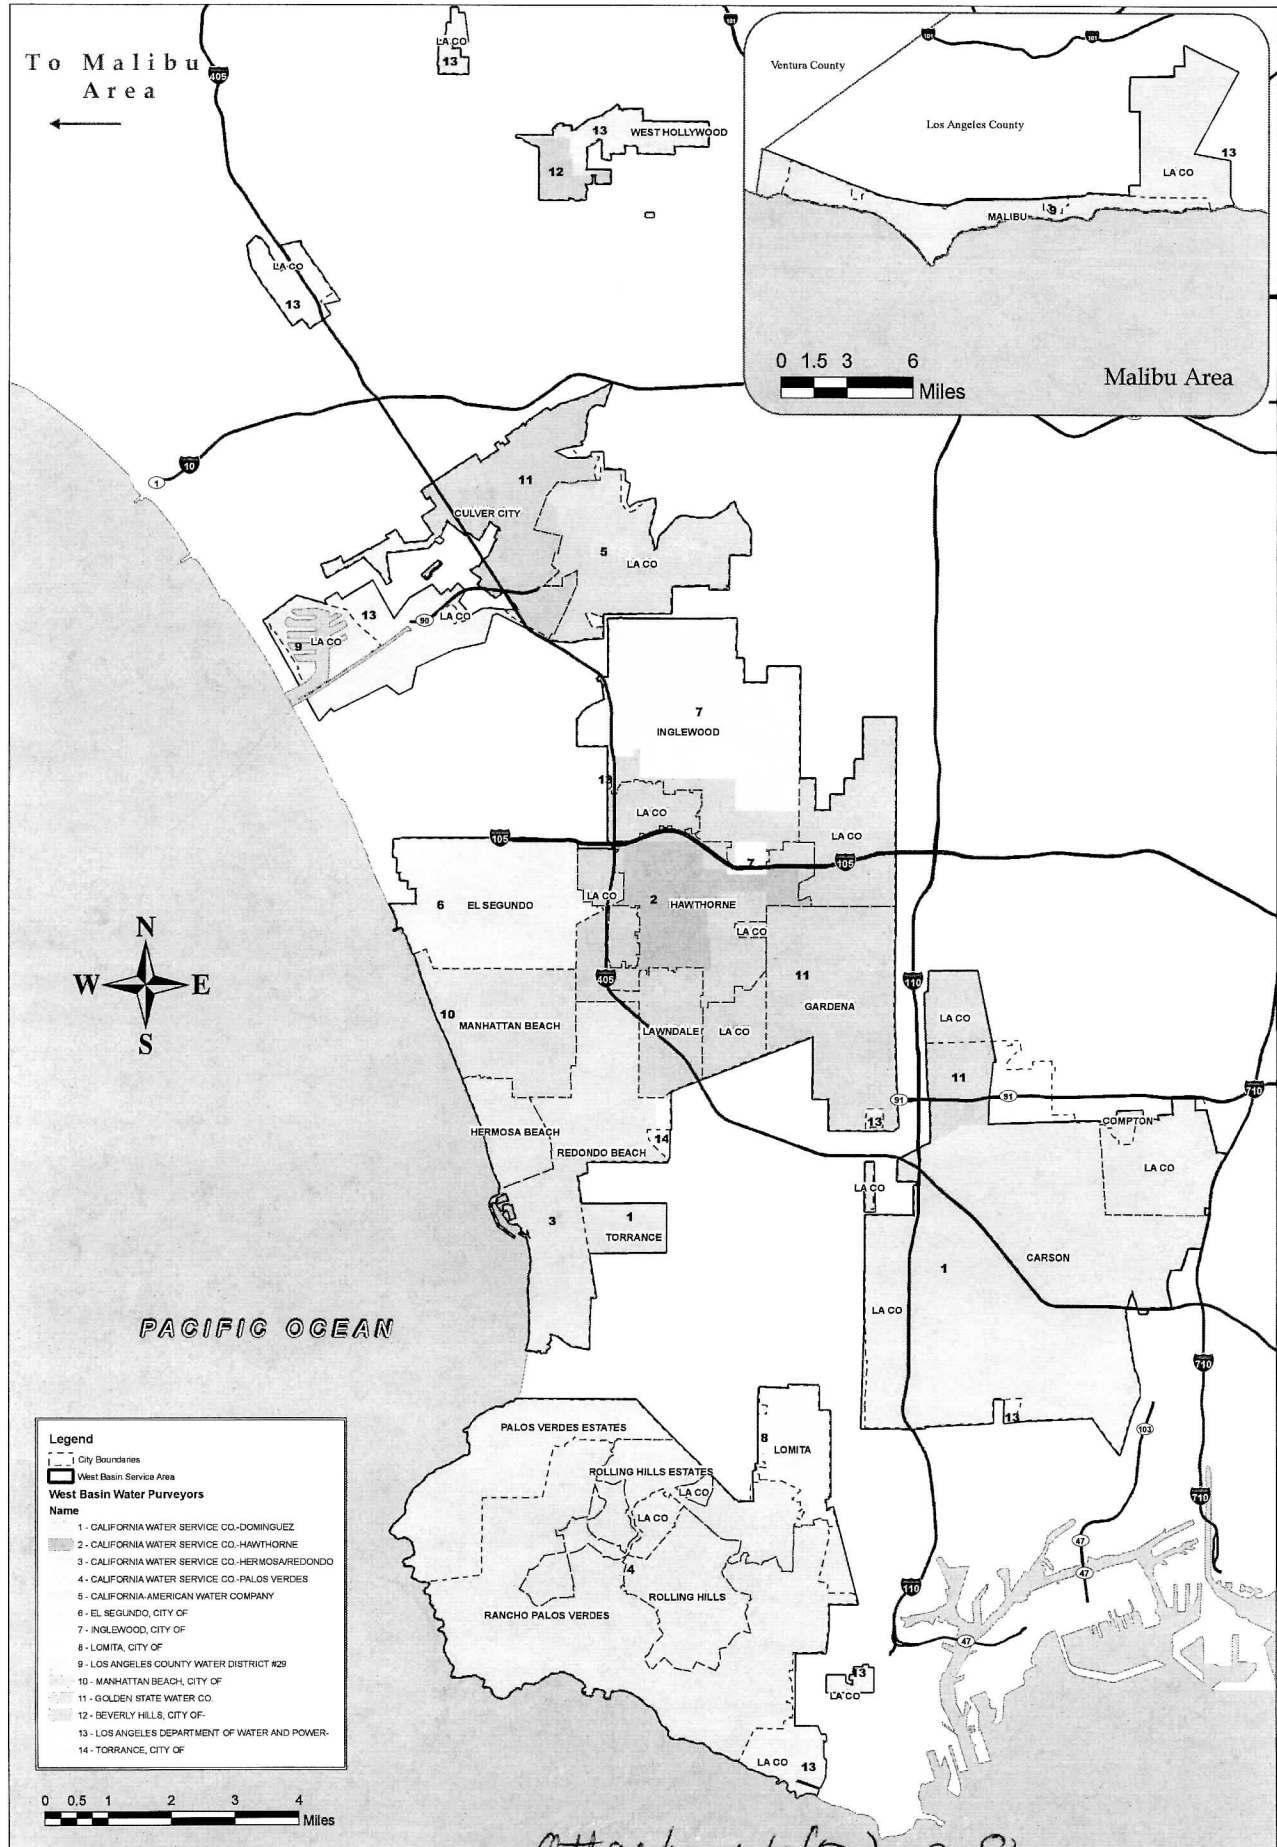 To Malibu
Area
405
LA CO
13
101
101
101
Ventura County
Los Angeles County
13
LA CO
9
MALIBU
0 1.5 3 6
Miles
Malibu Area
13
WEST HOLLYWOOD
12
LA CO
13
10
1
11
CULVER CITY
7
5
LA CO
13
LA CO
90
9
LA CO
7
INGLEWOOD
13
LA CO
LA CO
105
7
105
LA CO
6
EL SEGUNDO
2
HAWTHORNE
LA CO
N
W
E
S
405
11
110
10
MANHATTAN BEACH
LAWNDALE
LA CO
GARDENA
LA CO
11
91
91
710
13
COMPTON
HERMOSA BEACH
14
REDONDO BEACH
LA CO
LA CO
3
1
TORRANCE
CARSON
1
LA CO
PACIFIC OCEAN
710
13
103
PALOS VERDES ESTATES
8
LOMITA
ROLLING HILLS ESTATES
LA CO
LA CO
710
47
47
4
110
ROLLING HILLS
RANCHO PALOS VERDES
47
13
LA CO
LA CO
13
Legend
City Boundaries
West Basin Service Area
West Basin Water Purveyors
Name
1 - CALIFORNIA WATER SERVICE CO.-DOMINGUEZ
2 - CALIFORNIA WATER SERVICE CO.-HAWTHORNE
3 - CALIFORNIA WATER SERVICE CO.-HERMOSA/REDONDO
4 - CALIFORNIA WATER SERVICE CO.-PALOS VERDES
5 - CALIFORNIA-AMERICAN WATER COMPANY
6 - EL SEGUNDO, CITY OF
7 - INGLEWOOD, CITY OF
8 - LOMITA, CITY OF
9 - LOS ANGELES COUNTY WATER DISTRICT #29
10 - MANHATTAN BEACH, CITY OF
11 - GOLDEN STATE WATER CO.
12 - BEVERLY HILLS, CITY OF-
13 - LOS ANGELES DEPARTMENT OF WATER AND POWER-
14 - TORRANCE, CITY OF
0 0.5 1 2 3 4
Miles